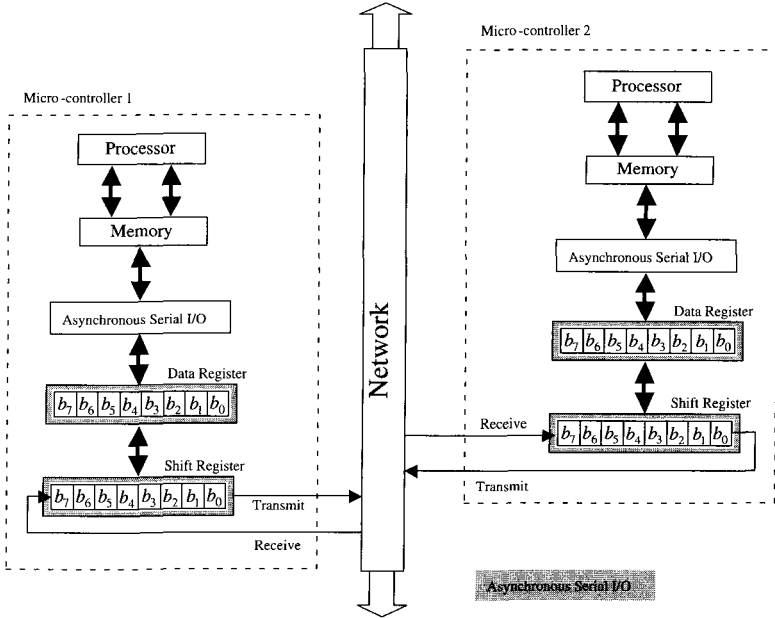 Micro-controller 2
Processor
Memory
Asynchronous Serial I/O
Data Register
b7 b6 b5 b4 b3 b2 b1 b0
Shift Register
b7 b6 b5 b4 b3 b2 b1 b0
Receive
Transmit
Micro-controller 1
Processor
Memory
Asynchronous Serial I/O
Data Register
b7 b6 b5 b4 b3 b2 b1 b0
Shift Register
b7 b6 b5 b4 b3 b2 b1 b0
Transmit
Receive
Network
Asynchronous Serial I/O